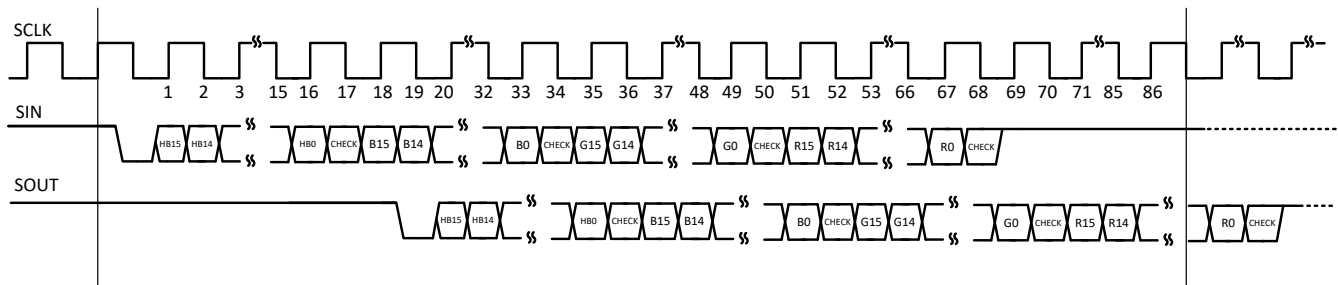 SCLK
1 2 3 15 16 17 18 19 20 32 33 34 35 36 37 48 49 50 51 52 53 66 67 68 69 70 71 85 86
SIN
HB15 HB14 HB0 CHECK B15 B14 B0 CHECK G15 G14 G0 CHECK R15 R14 R0 CHECK
SOUT
HB15 HB14 HB0 CHECK B15 B14 B0 CHECK G15 G14 G0 CHECK R15 R14 R0 CHECK